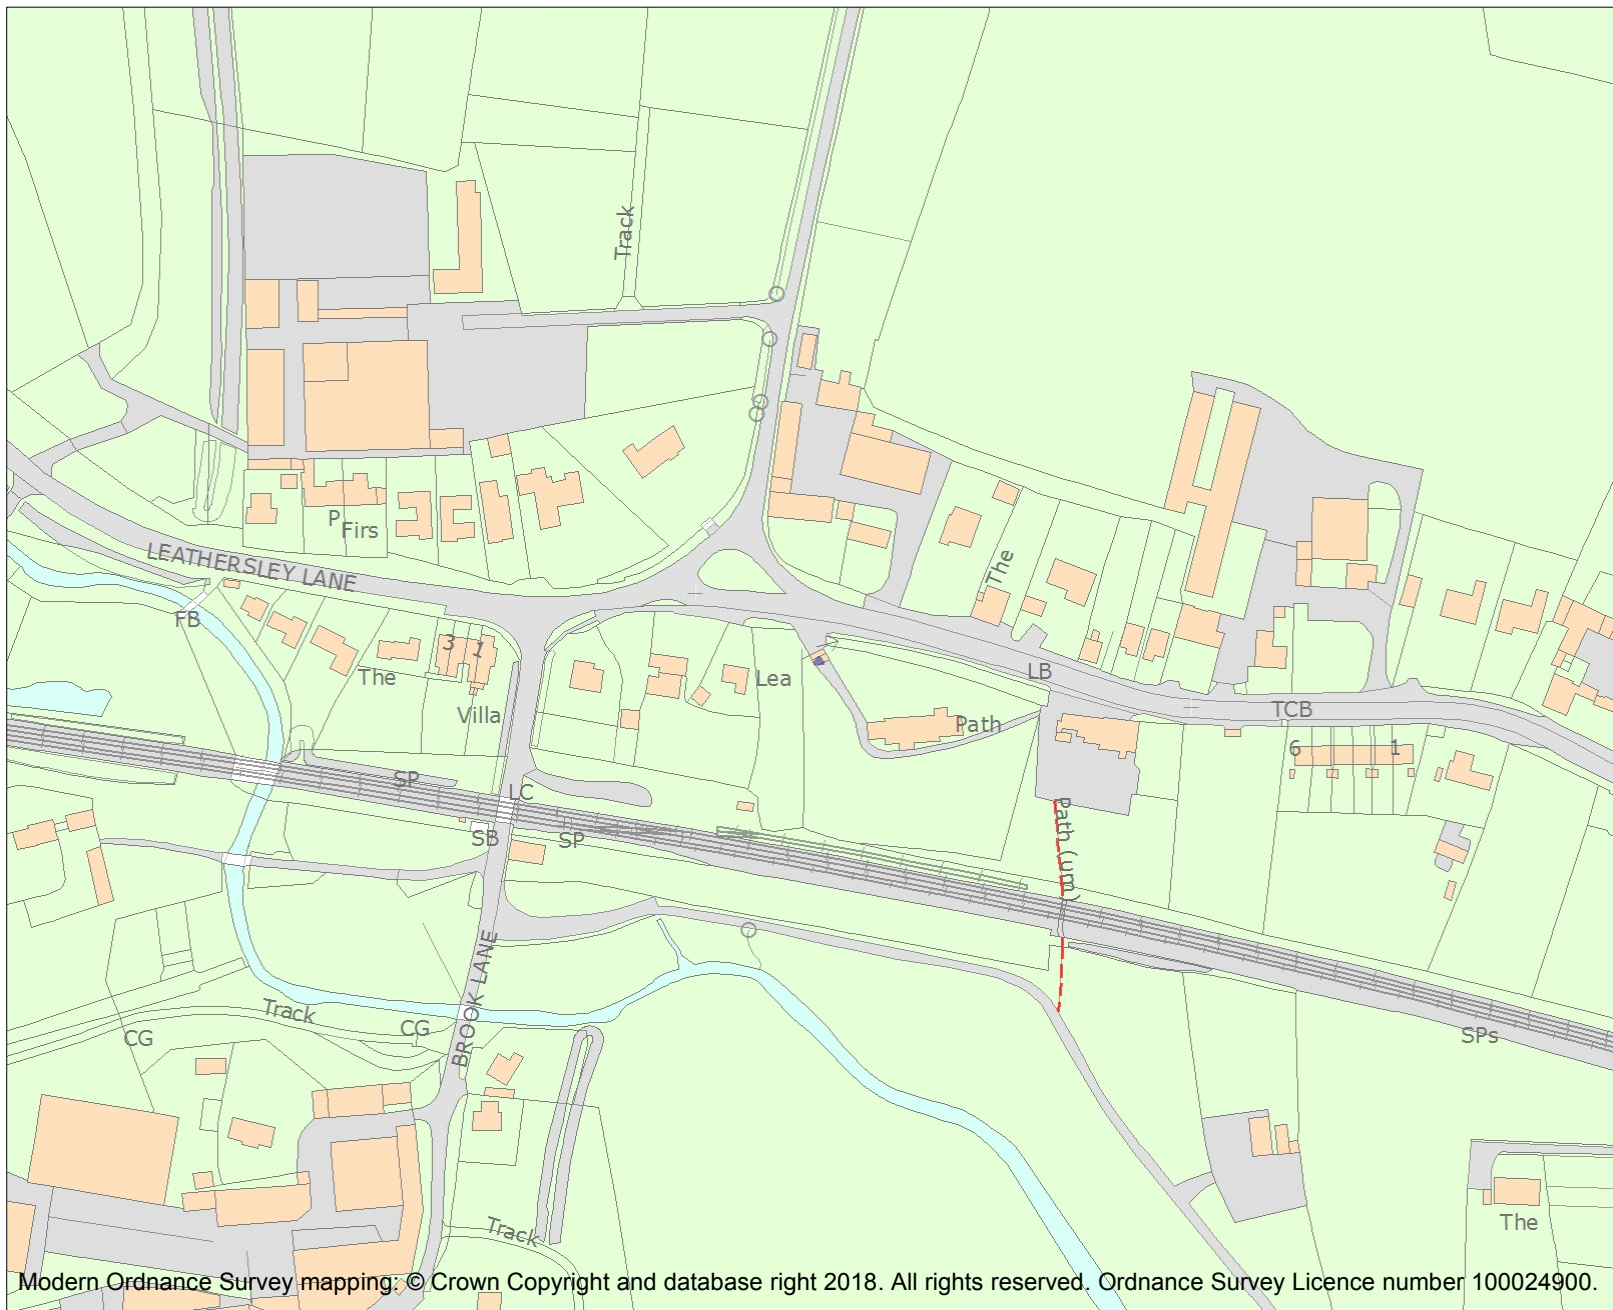 Track
P
Firs
LEATHERSLEY LANE
The
FB
3 1
The
Lea
LB
Villa
Path
TCB
6 1
SP
LC
SB
SP
Path (um)
BROOK LANE
Track
CG
CG
SPs
The
Track
Modern Ordnance Survey mapping: © Crown Copyright and database right 2018. All rights reserved. Ordnance Survey Licence number 100024900.